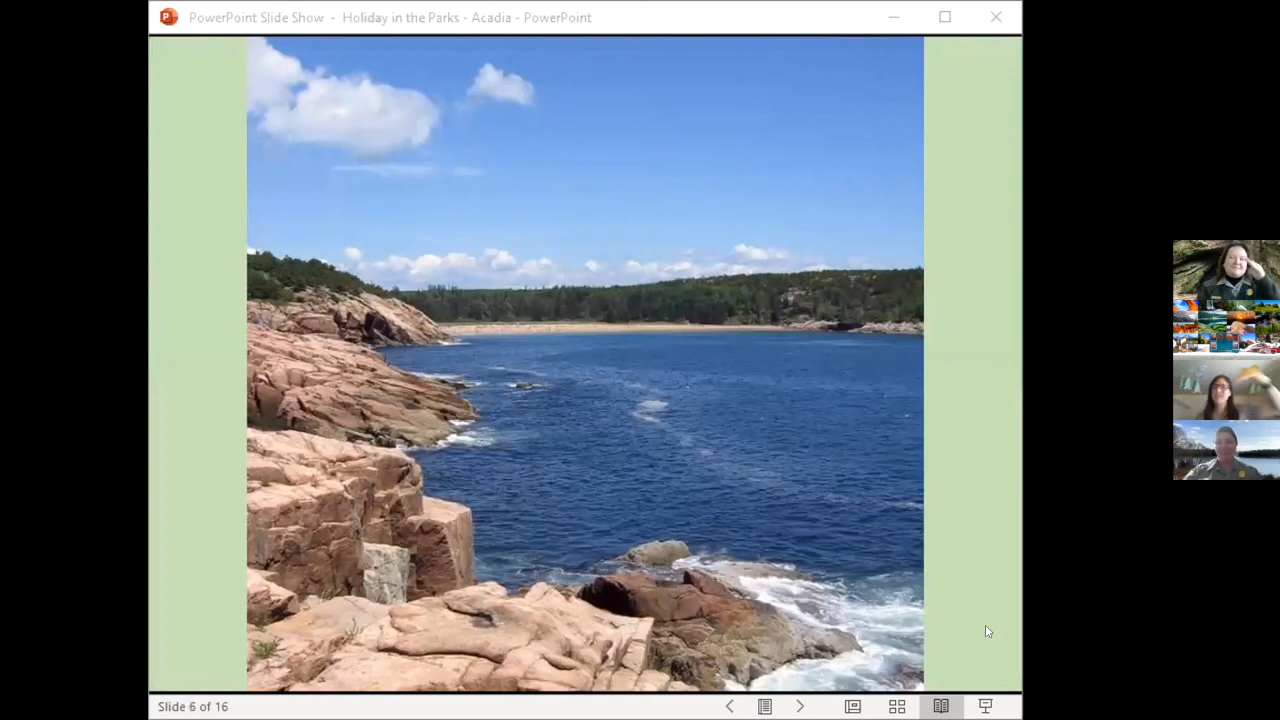 PowerPoint Slide Show - Holiday in the Parks - Acadia - PowerPoint
Slide 6 of 16